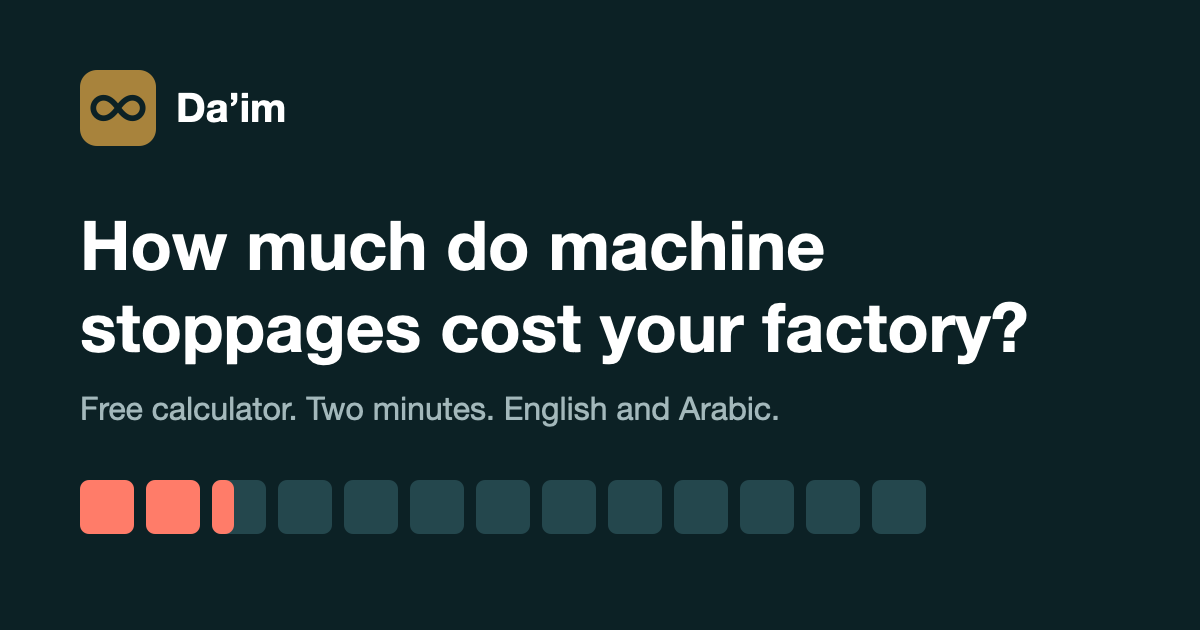 Da’im
How much do machine
stoppages cost your factory?
Free calculator. Two minutes. English and Arabic.